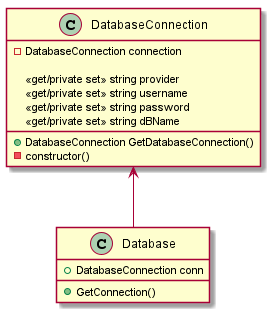 C DatabaseConnection
DatabaseConnection connection
«get/private set» string provider
«get/private set» string username
«get/private set» string password
«get/private set» string dBName
DatabaseConnection GetDatabaseConnection()
constructor()
C Database
DatabaseConnection conn
GetConnection()